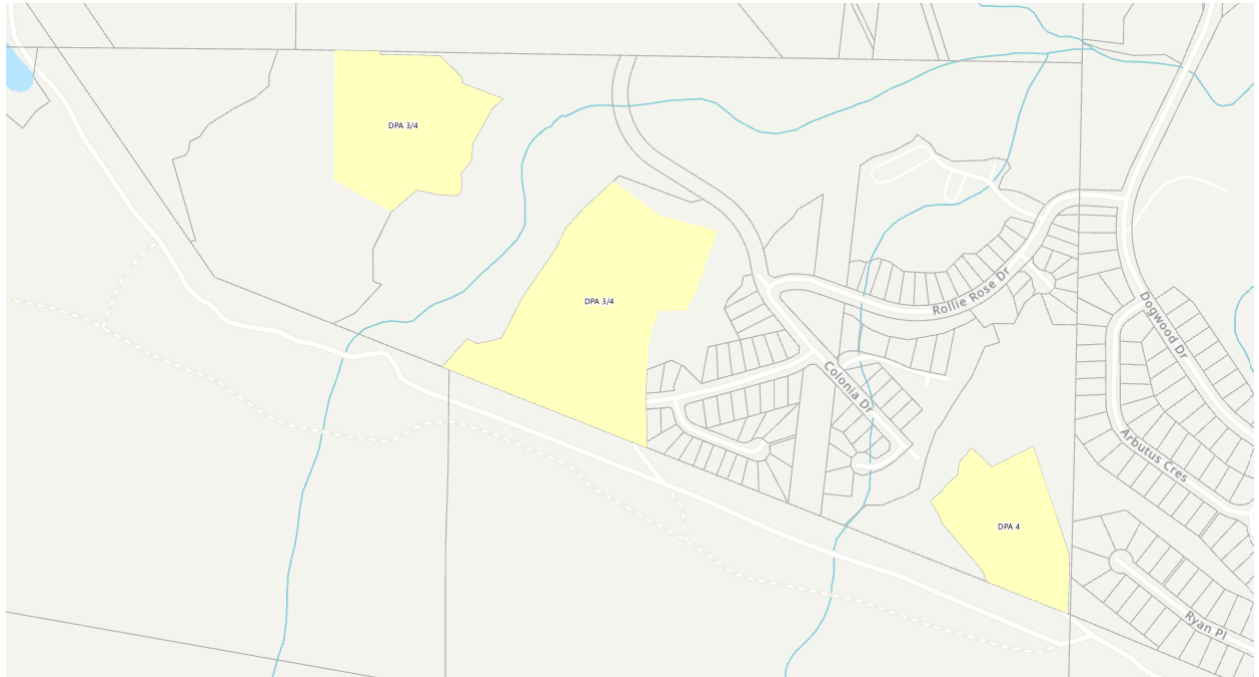 DPA 3/4
DPA 3/4
Rollie Rose Dr
Dogwood Dr
Colonia Dr
Arbutus Cres
DPA 4
Ryan Pl